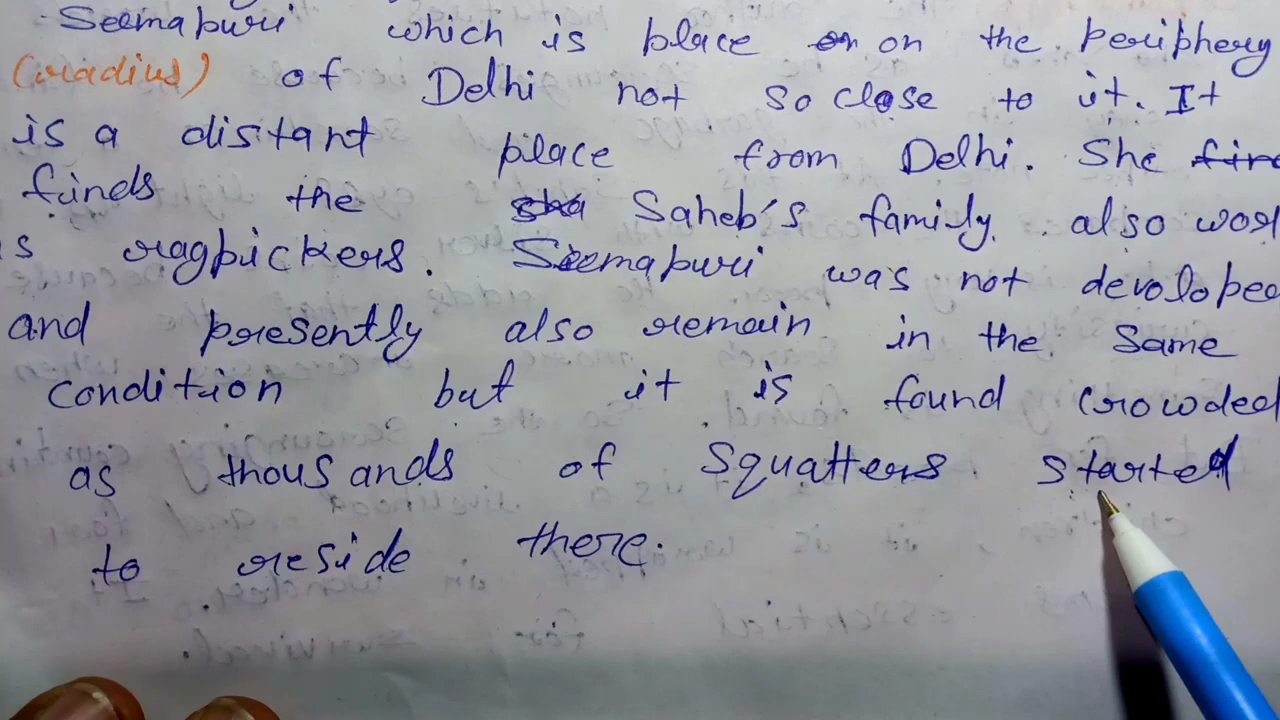 Seemapuri which is place on on the periphery
(radius) of Delhi not so close to it. It
is a distant place from Delhi. She
finds the Saheb's family also
ragpickers. Seemapuri was not devoloped
and presently also remain in the same
condition but it is found crowded
as thousands of Squatters started
to reside there.